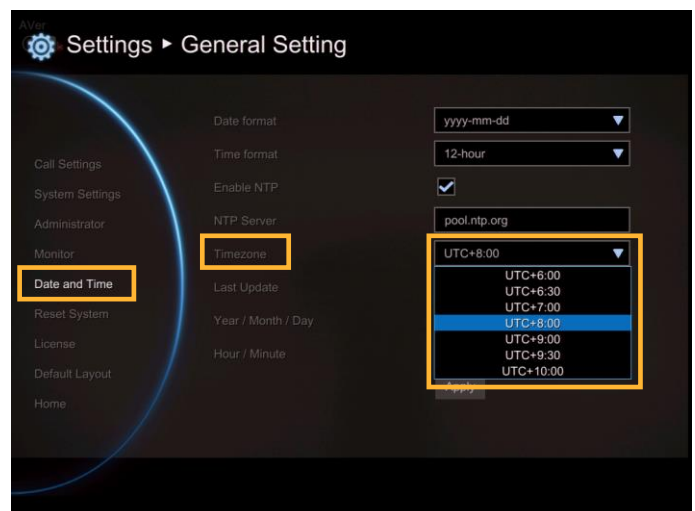 AVer
Settings ▸ General Setting
Date format
yyyy-mm-dd
Time format
12-hour
Call Settings
System Settings
Enable NTP
Administrator
NTP Server
pool.ntp.org
Monitor
Timezone
UTC+8:00
Date and Time
Last Update
UTC+6:00
UTC+6:30
UTC+7:00
UTC+8:00
UTC+9:00
UTC+9:30
UTC+10:00
Reset System
Year / Month / Day
License
Hour / Minute
Default Layout
Apply
Home